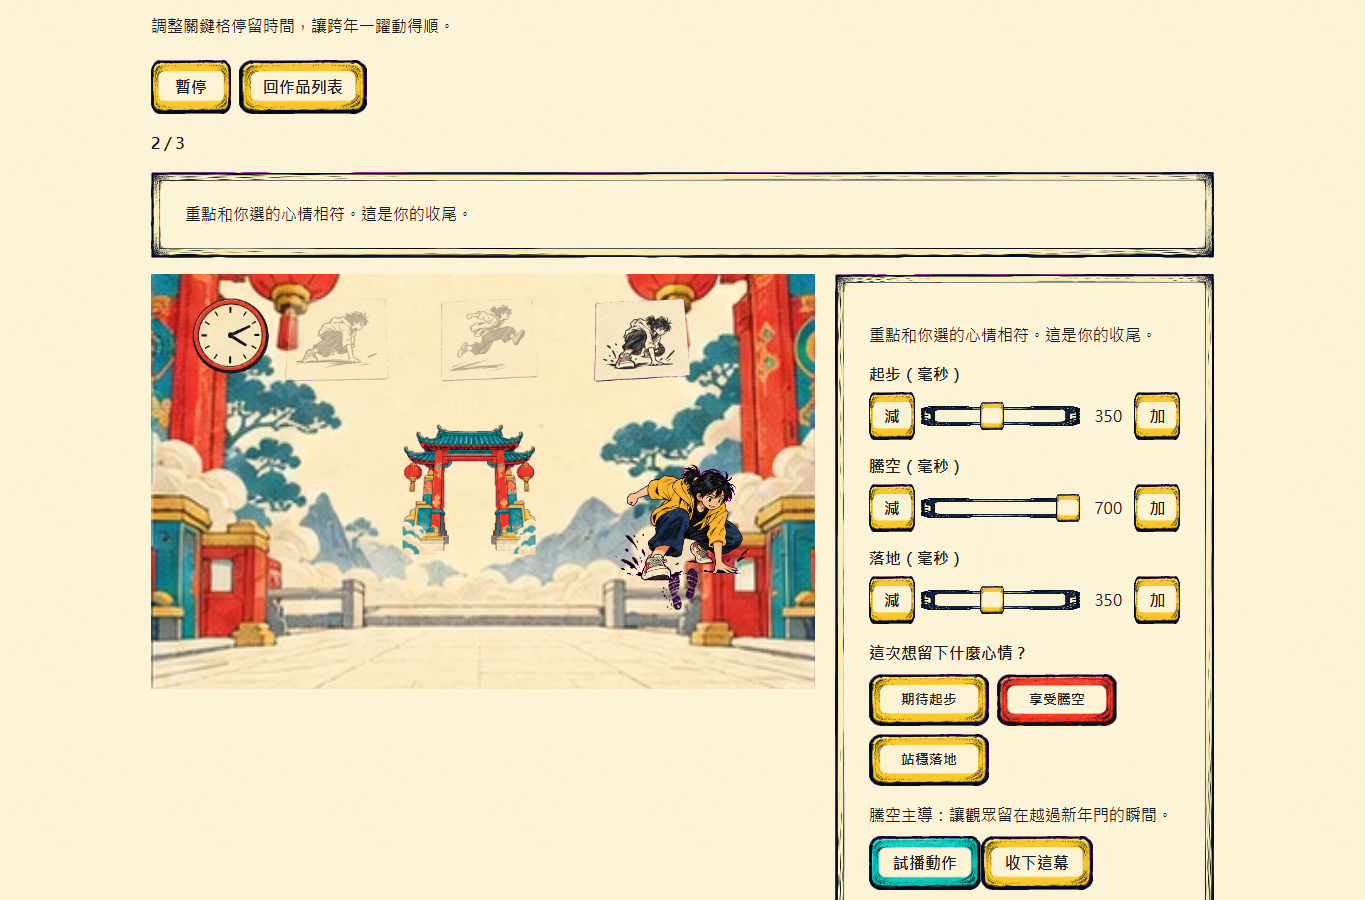 調整關鍵格停留時間，讓跨年一躍動得順。
暫停
回作品列表
2 / 3
重點和你選的心情相符。這是你的收尾。
重點和你選的心情相符。這是你的收尾。
起步（毫秒）
減
350
加
騰空（毫秒）
減
700
加
落地（毫秒）
減
350
加
這次想留下什麼心情？
期待起步
享受騰空
站穩落地
騰空主導：讓觀眾留在越過新年門的瞬間。
試播動作
收下這幕